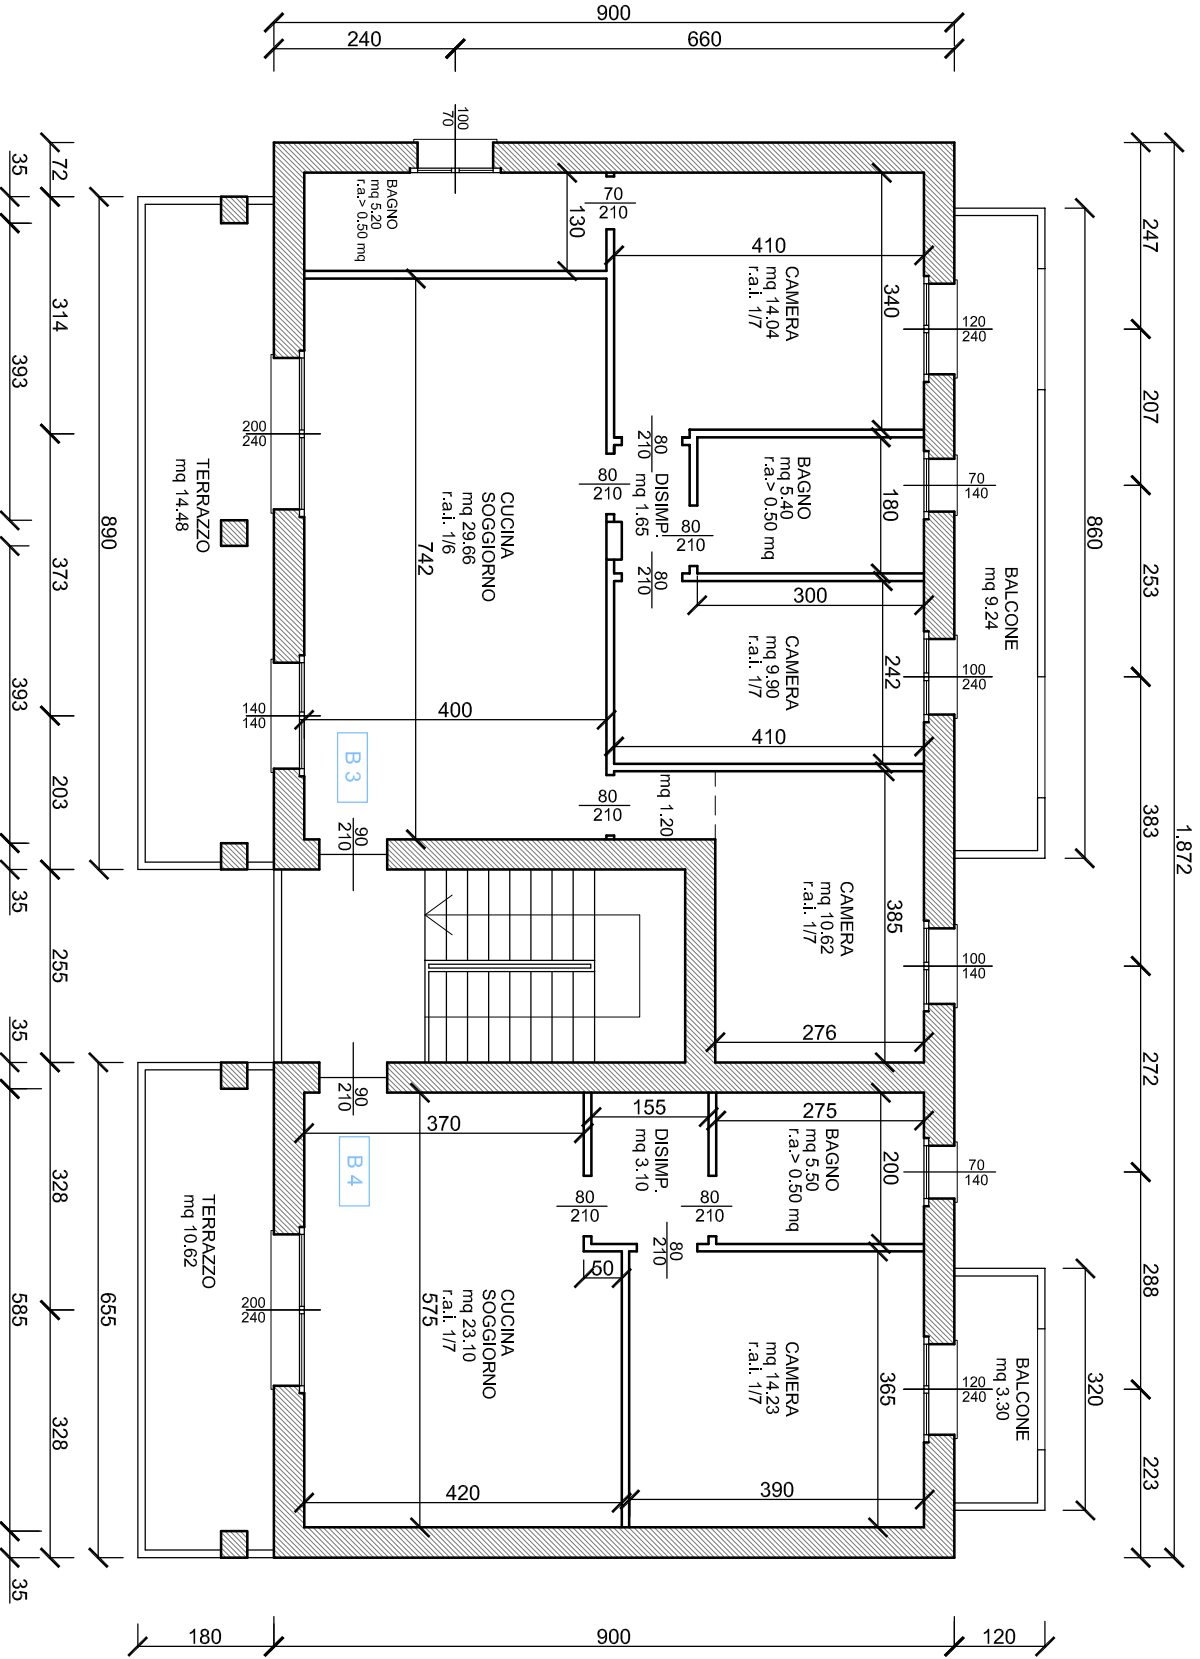 900
240
660
100
70
72
314
373
203
255
328
328
35
393
393
35
35
585
35
890
655
1.872
247
207
253
383
272
288
223
860
320
BAGNO
mq 5.20
r.a.> 0.50 mq
130
70
210
410
340
CAMERA
mq 14.04
r.a.i. 1/7
120
240
BALCONE
mq 9.24
TERRAZZO
mq 14.48
200
240
CUCINA
SOGGIORNO
mq 29.66
r.a.i. 1/6
742
400
80
210
DISIMP.
mq 1.65
80
210
80
210
80
210
BAGNO
mq 5.40
r.a.> 0.50 mq
180
70
140
300
CAMERA
mq 9.90
r.a.i. 1/7
242
410
100
240
140
140
B 3
90
210
80
210
mq 1.20
CAMERA
mq 10.62
r.a.i. 1/7
385
276
100
140
90
210
B 4
370
155
275
DISIMP.
mq 3.10
BAGNO
mq 5.50
r.a.> 0.50 mq
200
70
140
80
210
80
210
80
210
50
TERRAZZO
mq 10.62
200
240
CUCINA
SOGGIORNO
mq 23.10
r.a.i. 1/7
575
420
CAMERA
mq 14.23
r.a.i. 1/7
365
390
120
240
BALCONE
mq 3.30
180
900
120